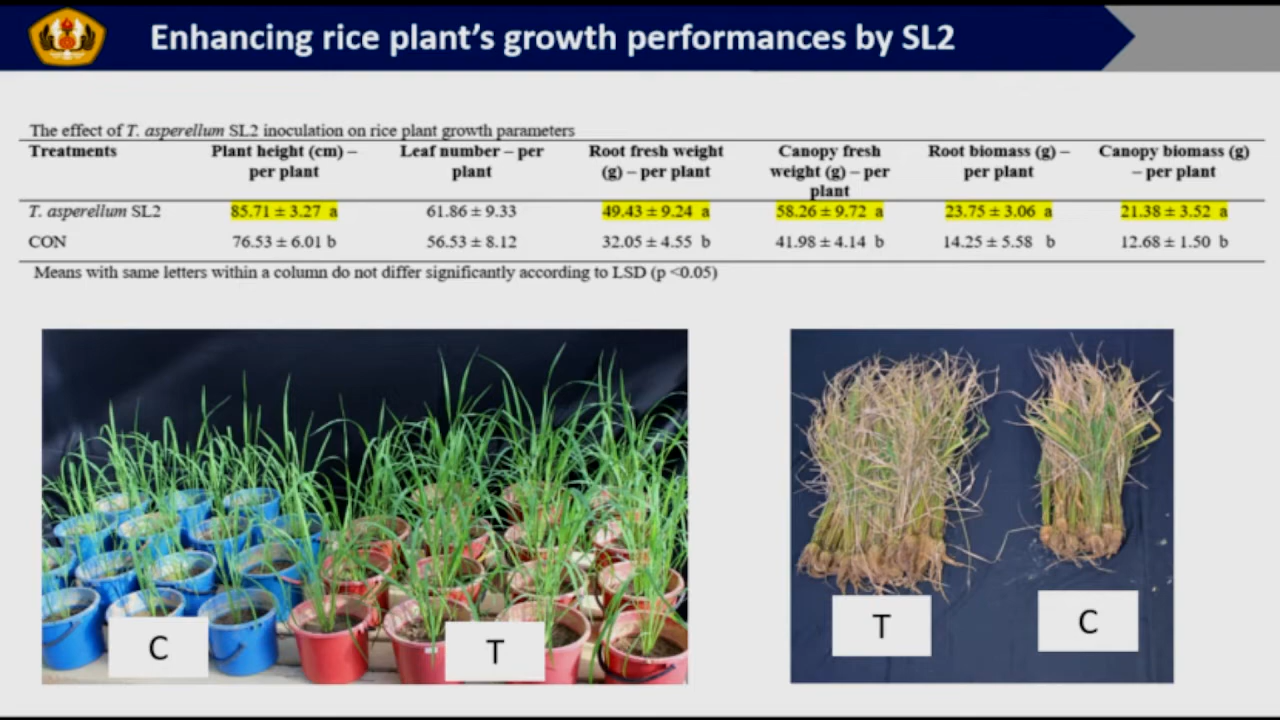 Enhancing rice plant's growth performances by SL2
The effect of T. asperellum SL2 inoculation on rice plant growth parameters
Treatments Plant height (cm) – per plant Leaf number – per plant Root fresh weight (g) – per plant Canopy fresh weight (g) – per plant Root biomass (g) – per plant Canopy biomass (g) – per plant
T. asperellum SL2 85.71 ± 3.27 a 61.86 ± 9.33 49.43 ± 9.24 a 58.26 ± 9.72 a 23.75 ± 3.06 a 21.38 ± 3.52 a
CON 76.53 ± 6.01 b 56.53 ± 8.12 32.05 ± 4.55 b 41.98 ± 4.14 b 14.25 ± 5.58 b 12.68 ± 1.50 b
Means with same letters within a column do not differ significantly according to LSD (p <0.05)
C
T
T
C